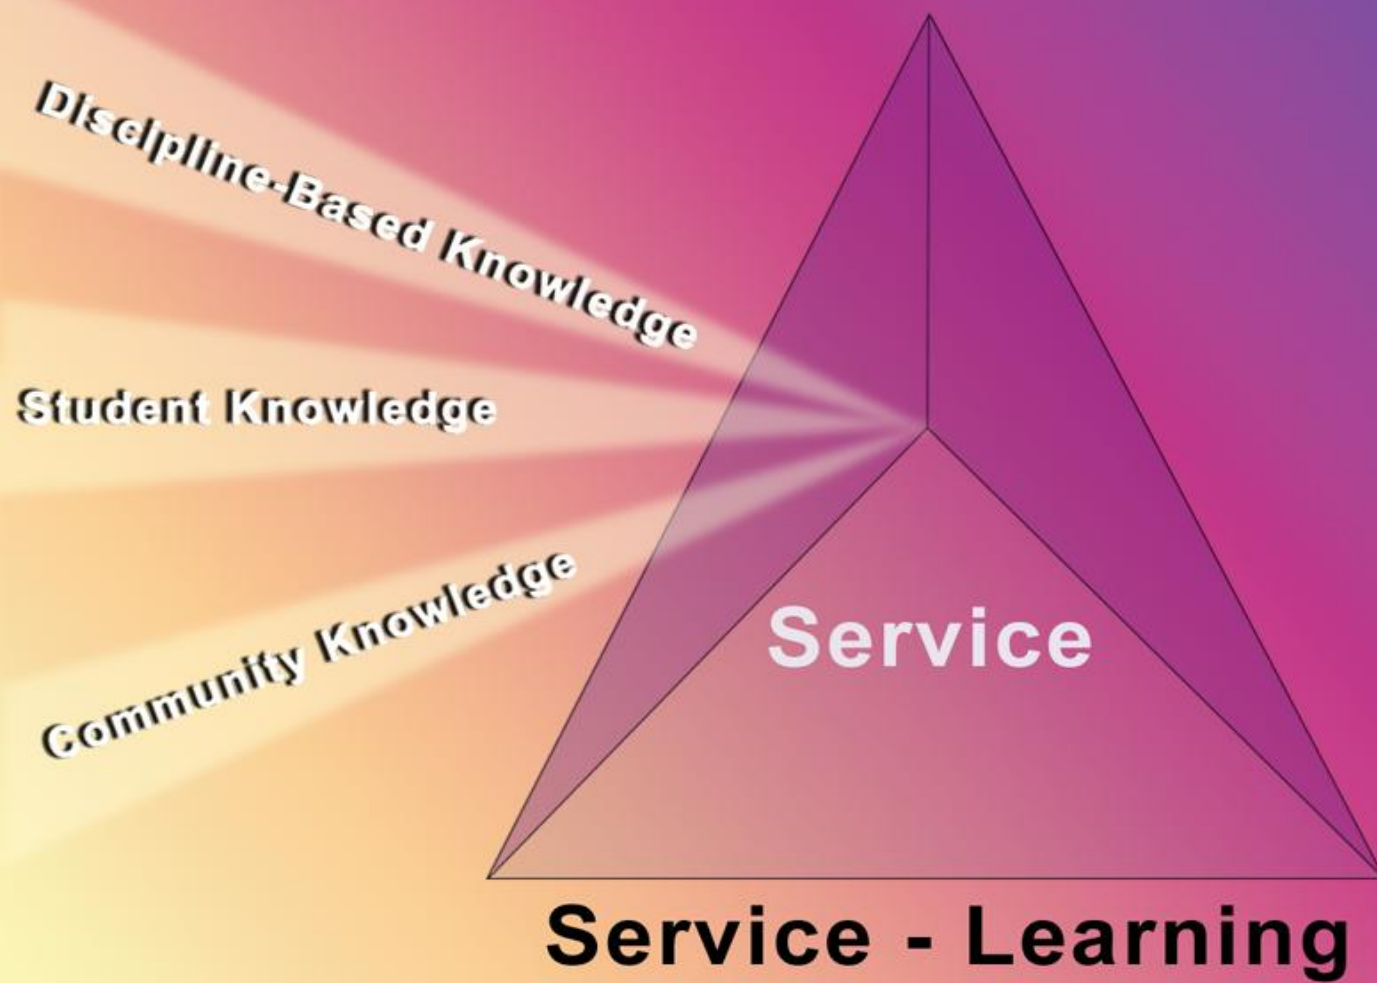 Discipline-Based Knowledge
Student Knowledge
Community Knowledge
Service
Service - Learning